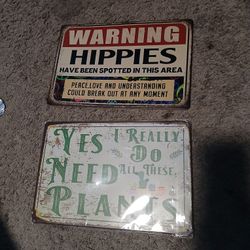 WARNING
HIPPIES
HAVE BEEN SPOTTED IN THIS AREA
PEACE,LOVE AND UNDERSTANDING
COULD BREAK OUT AT ANY MOMENT
YES I REALLY
DO
NEED ALL THESE
PLANTS